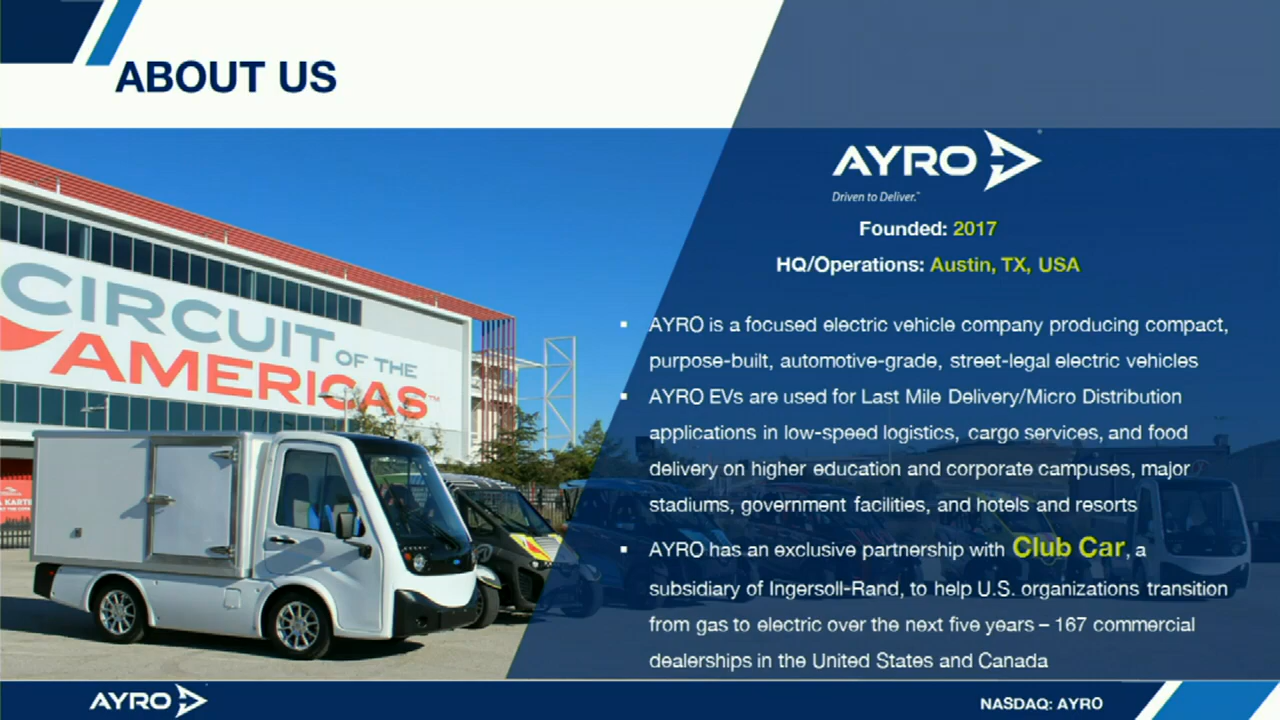 ABOUT US
AYRO
Driven to Deliver.™
Founded: 2017
HQ/Operations: Austin, TX, USA
▪ AYRO is a focused electric vehicle company producing compact,
purpose-built, automotive-grade, street-legal electric vehicles
▪ AYRO EVs are used for Last Mile Delivery/Micro Distribution
applications in low-speed logistics, cargo services, and food
delivery on higher education and corporate campuses, major
stadiums, government facilities, and hotels and resorts
▪ AYRO has an exclusive partnership with Club Car, a
subsidiary of Ingersoll-Rand, to help U.S. organizations transition
from gas to electric over the next five years – 167 commercial
dealerships in the United States and Canada
CIRCUIT OF THE
AMERICAS™
AYRO
NASDAQ: AYRO